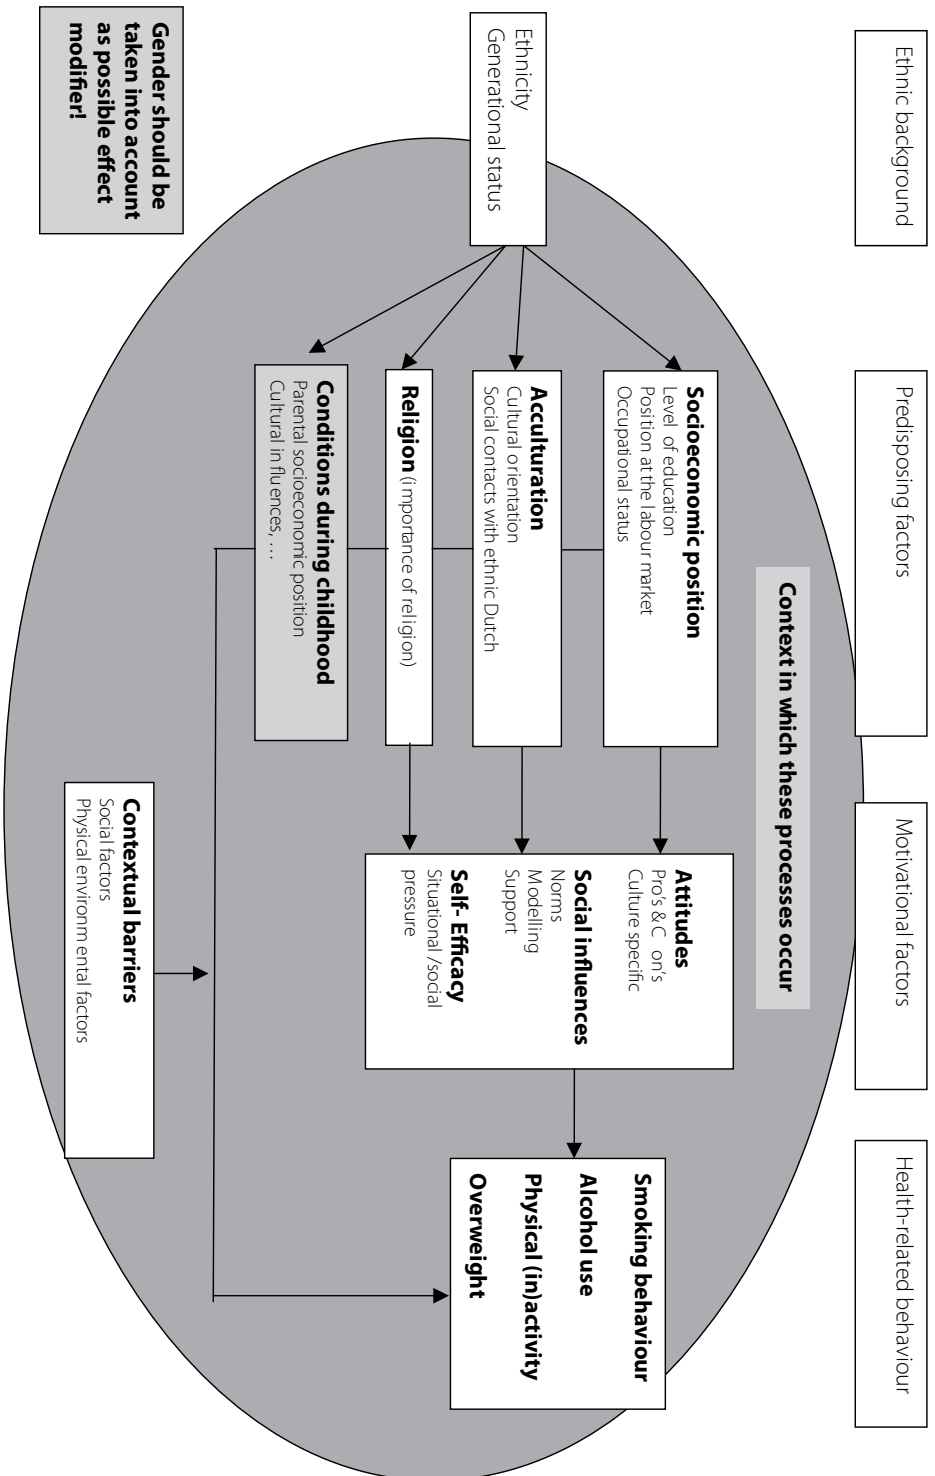 Ethnic background
Predisposing factors
Motivational factors
Health-related behaviour
Context in which these processes occur
Ethnicity
Generational status
Socioeconomic position
Level of education
Position at the labour market
Occupational status
Acculturation
Cultural orientation
Social contacts with ethnic Dutch
Religion (importance of religion)
Conditions during childhood
Parental socioeconomic position
Cultural in fluences, ...
Attitudes
Pro's & C on's
Culture specific
Social influences
Norms
Modelling
Support
Self- Efficacy
Situational /social
pressure
Smoking behaviour
Alcohol use
Physical (in)activity
Overweight
Contextual barriers
Social factors
Physical environmental factors
Gender should be
taken into account
as possible effect
modifier!